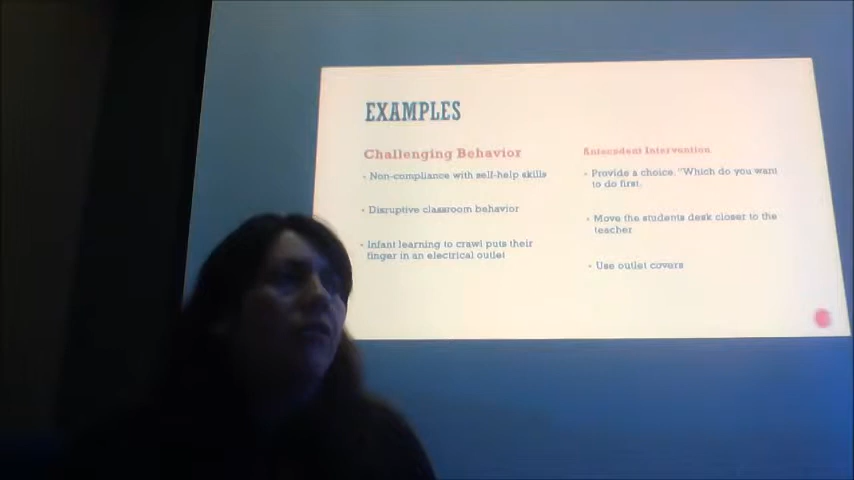 EXAMPLES
Challenging Behavior
• Non-compliance with self-help skills
• Disruptive classroom behavior
• Infant learning to crawl puts their
finger in an electrical outlet
Antecedent Intervention
• Provide a choice. "Which do you want
to do first.
• Move the students desk closer to the
teacher
• Use outlet covers